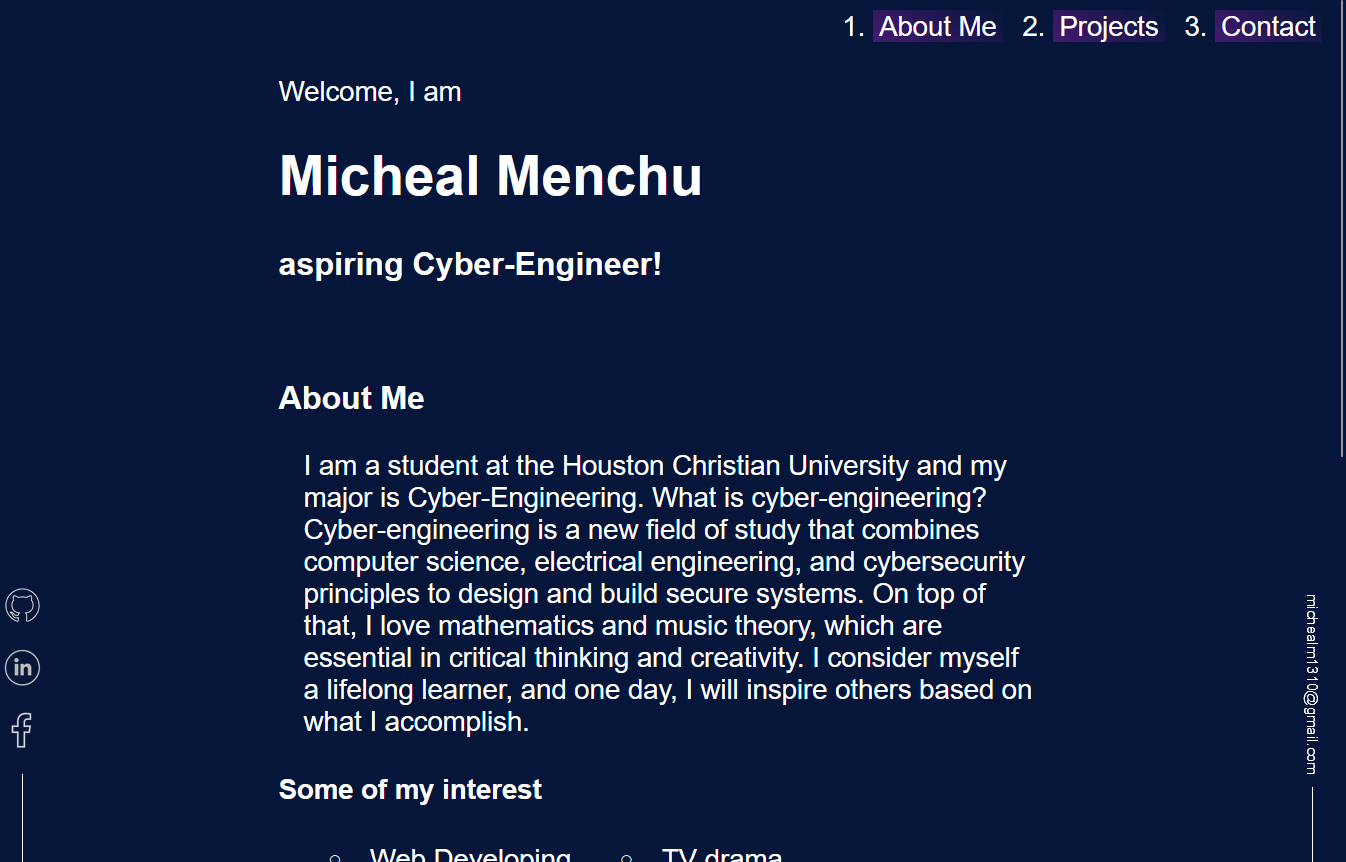 1. About Me 2. Projects 3. Contact
Welcome, I am
Micheal Menchu
aspiring Cyber-Engineer!
About Me
I am a student at the Houston Christian University and my
major is Cyber-Engineering. What is cyber-engineering?
Cyber-engineering is a new field of study that combines
computer science, electrical engineering, and cybersecurity
principles to design and build secure systems. On top of
that, I love mathematics and music theory, which are
essential in critical thinking and creativity. I consider myself
a lifelong learner, and one day, I will inspire others based on
what I accomplish.
Some of my interest
Web Developing
TV drama
in
michealm1310@gmail.com